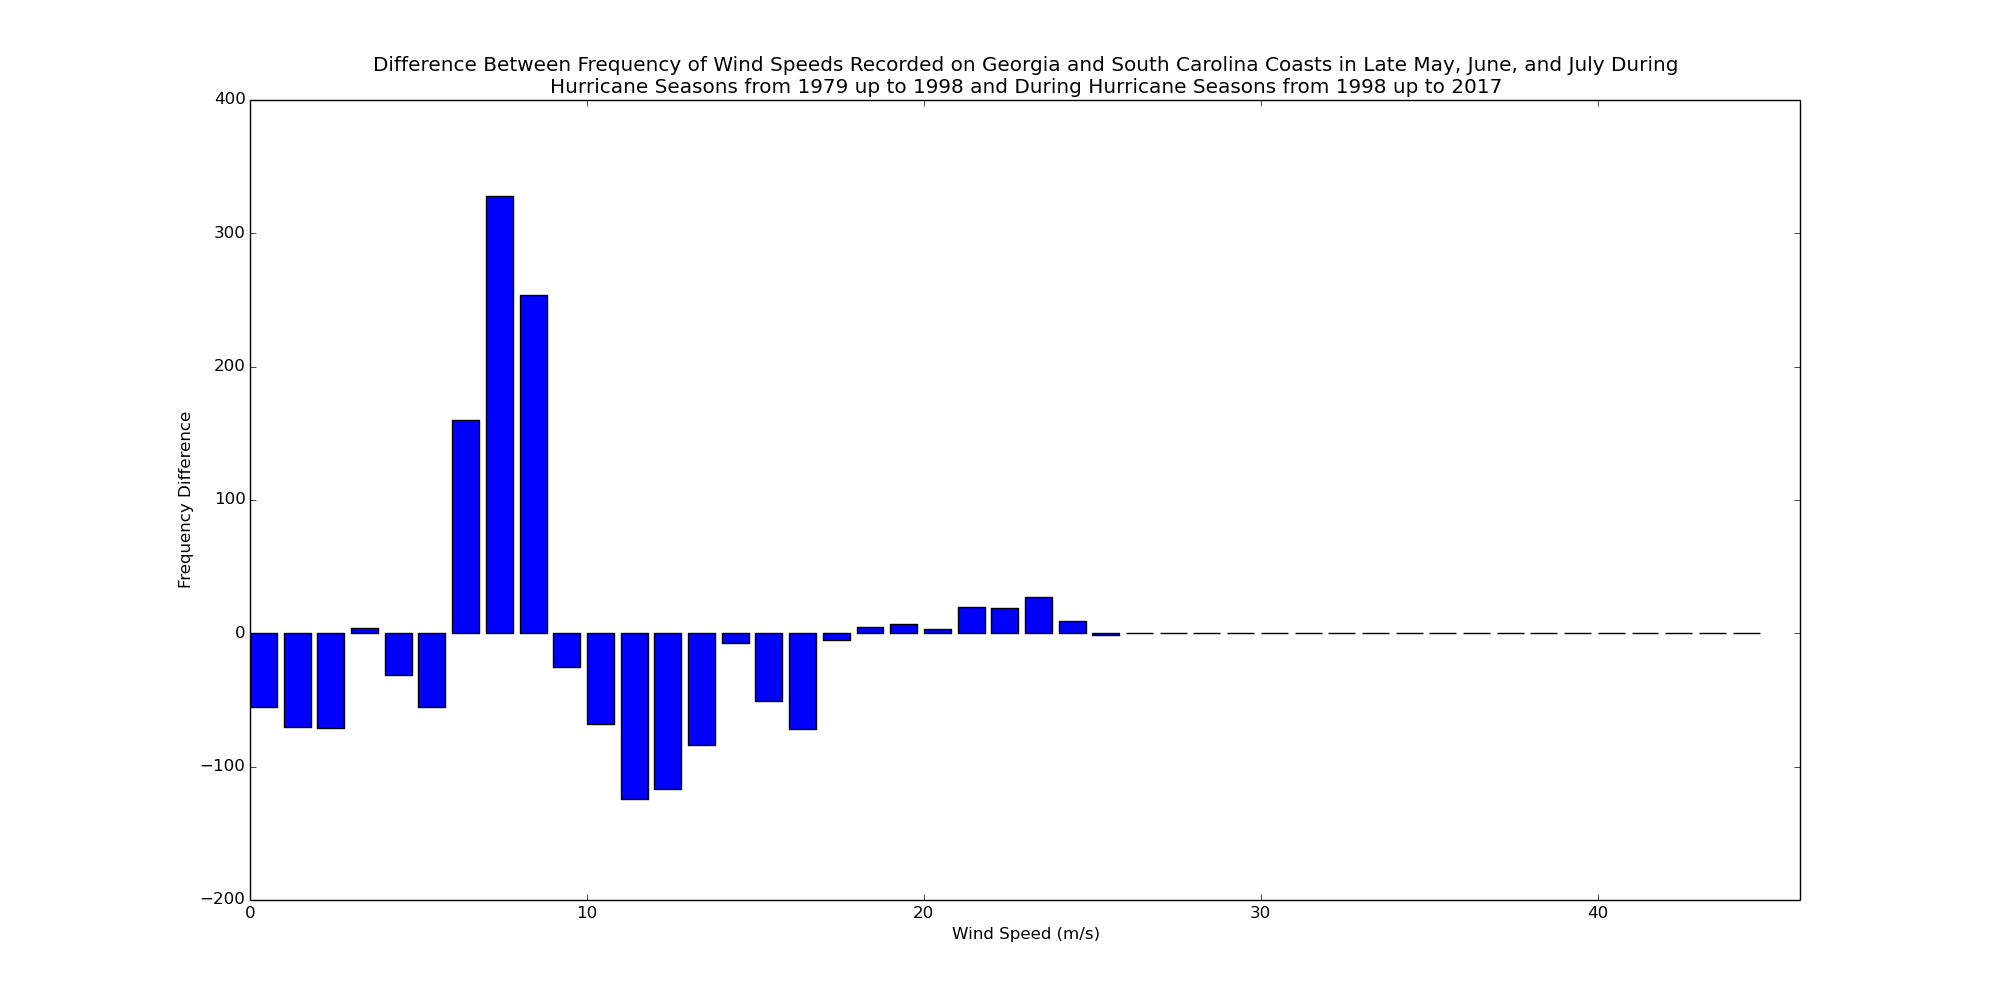 Difference Between Frequency of Wind Speeds Recorded on Georgia and South Carolina Coasts in Late May, June, and July During
Hurricane Seasons from 1979 up to 1998 and During Hurricane Seasons from 1998 up to 2017
400
300
200
100
0
−100
−200
Frequency Difference
0 10 20 30 40
Wind Speed (m/s)